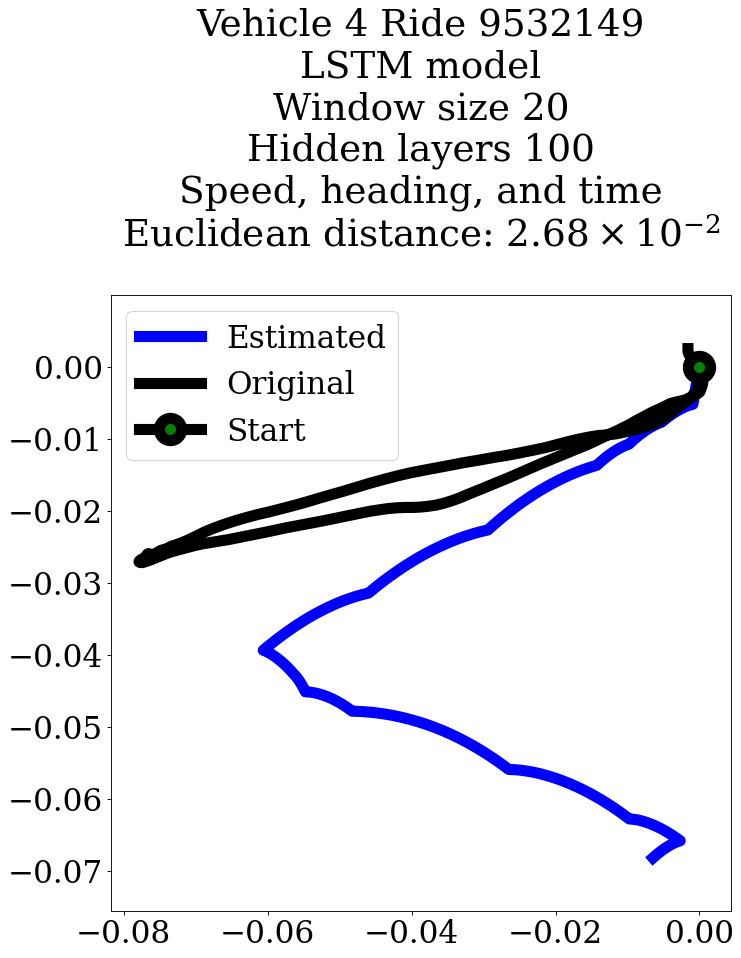 Vehicle 4 Ride 9532149
LSTM model
Window size 20
Hidden layers 100
Speed, heading, and time
Euclidean distance: 2.68 × 10⁻²
Estimated
Original
Start
0.00
−0.01
−0.02
−0.03
−0.04
−0.05
−0.06
−0.07
−0.08 −0.06 −0.04 −0.02 0.00